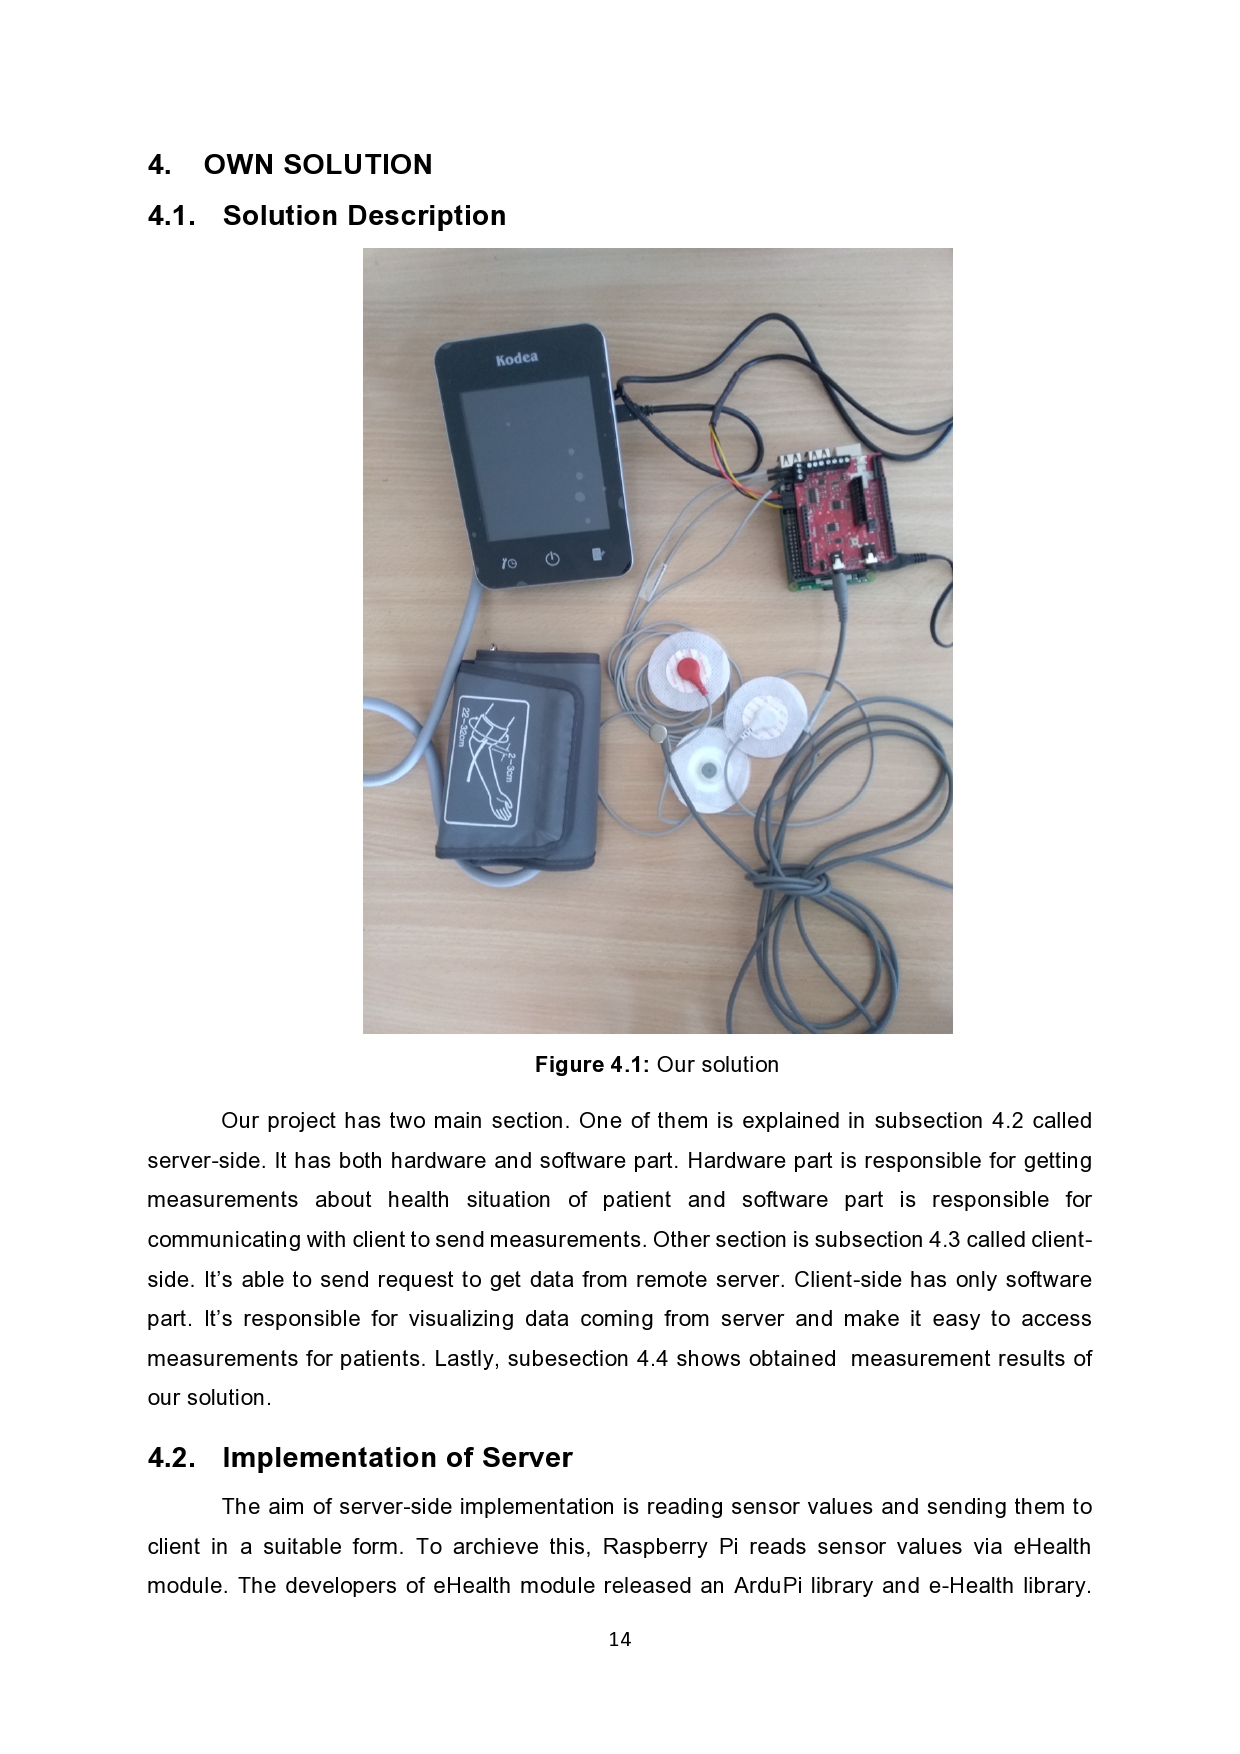 4. OWN SOLUTION
4.1. Solution Description
Kodea
22~32cm
2~3cm
Figure 4.1: Our solution
Our project has two main section. One of them is explained in subsection 4.2 called
server-side. It has both hardware and software part. Hardware part is responsible for getting
measurements about health situation of patient and software part is responsible for
communicating with client to send measurements. Other section is subsection 4.3 called client-
side. It’s able to send request to get data from remote server. Client-side has only software
part. It’s responsible for visualizing data coming from server and make it easy to access
measurements for patients. Lastly, subesection 4.4 shows obtained  measurement results of
our solution.
4.2. Implementation of Server
The aim of server-side implementation is reading sensor values and sending them to
client in a suitable form. To archieve this, Raspberry Pi reads sensor values via eHealth
module. The developers of eHealth module released an ArduPi library and e-Health library.
14